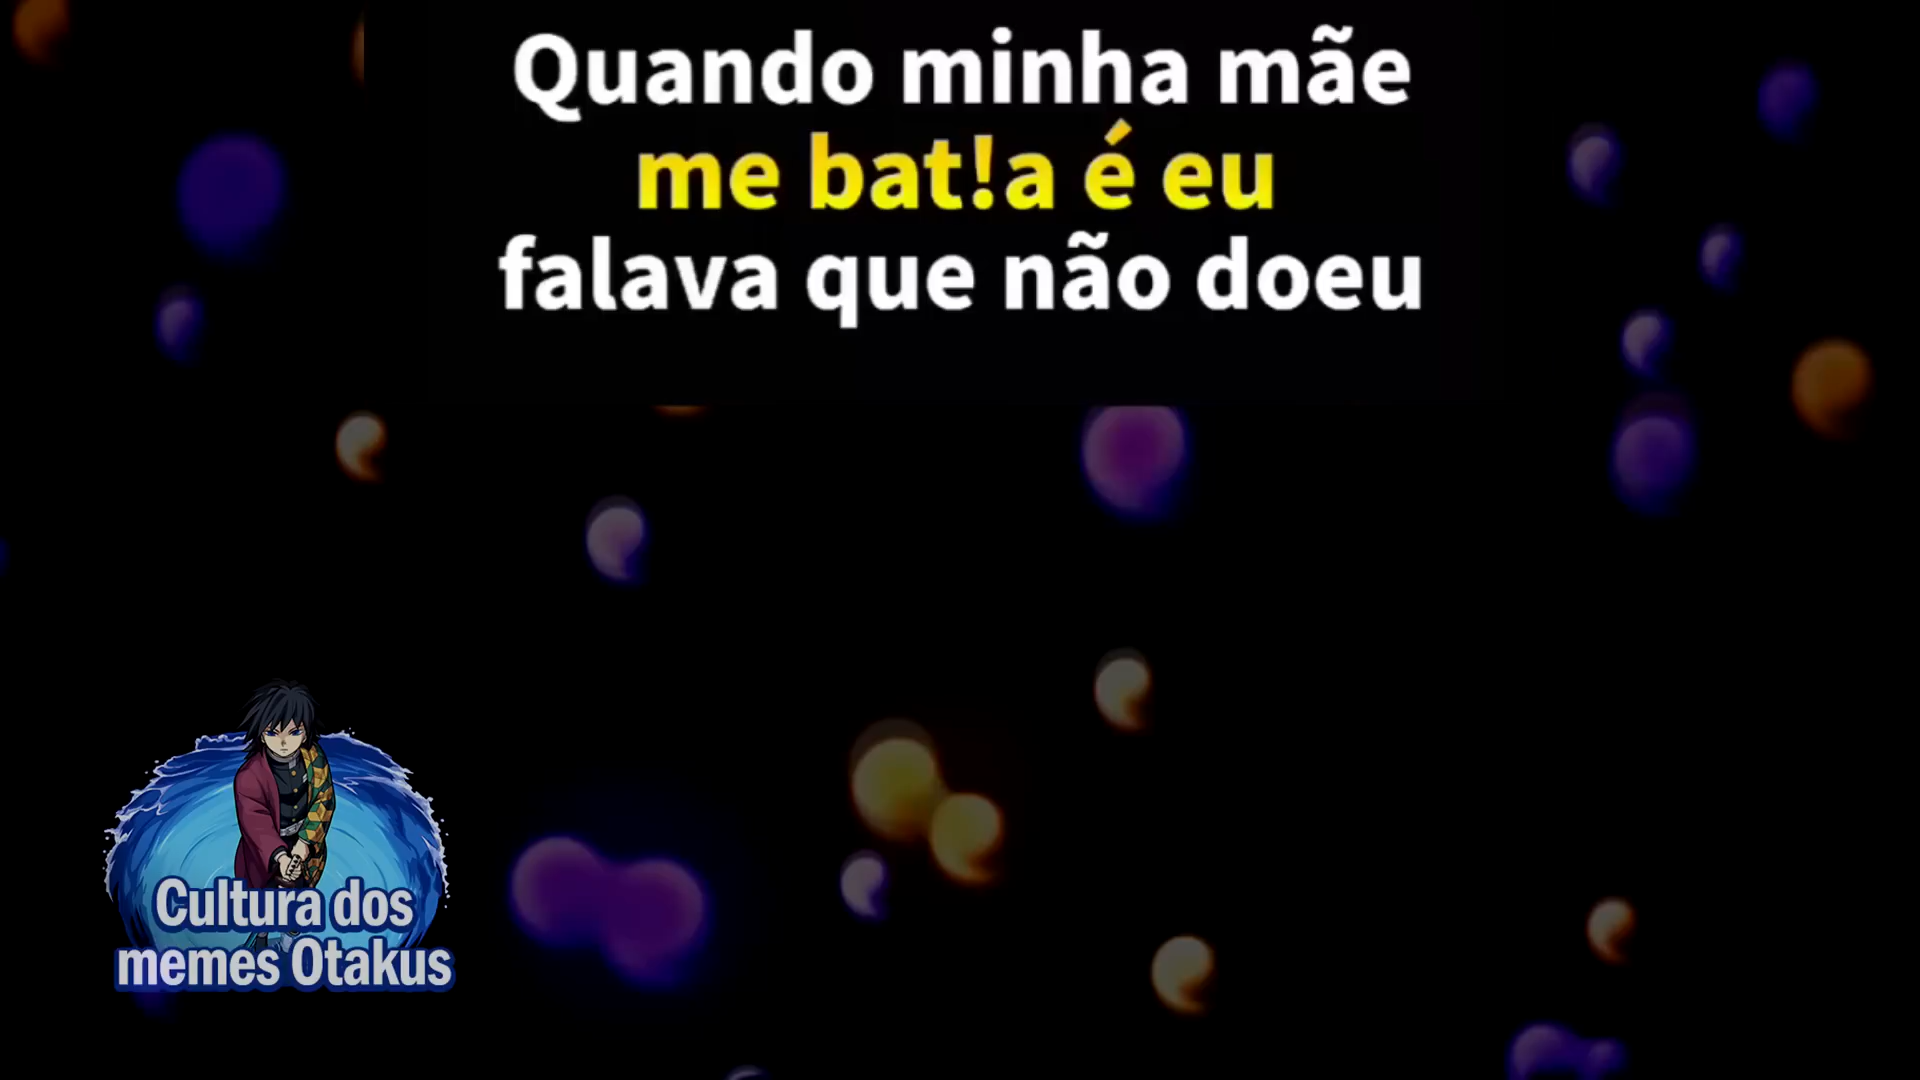 Quando minha mãe
me bat!a é eu
falava que não doeu
Cultura dos
memes Otakus